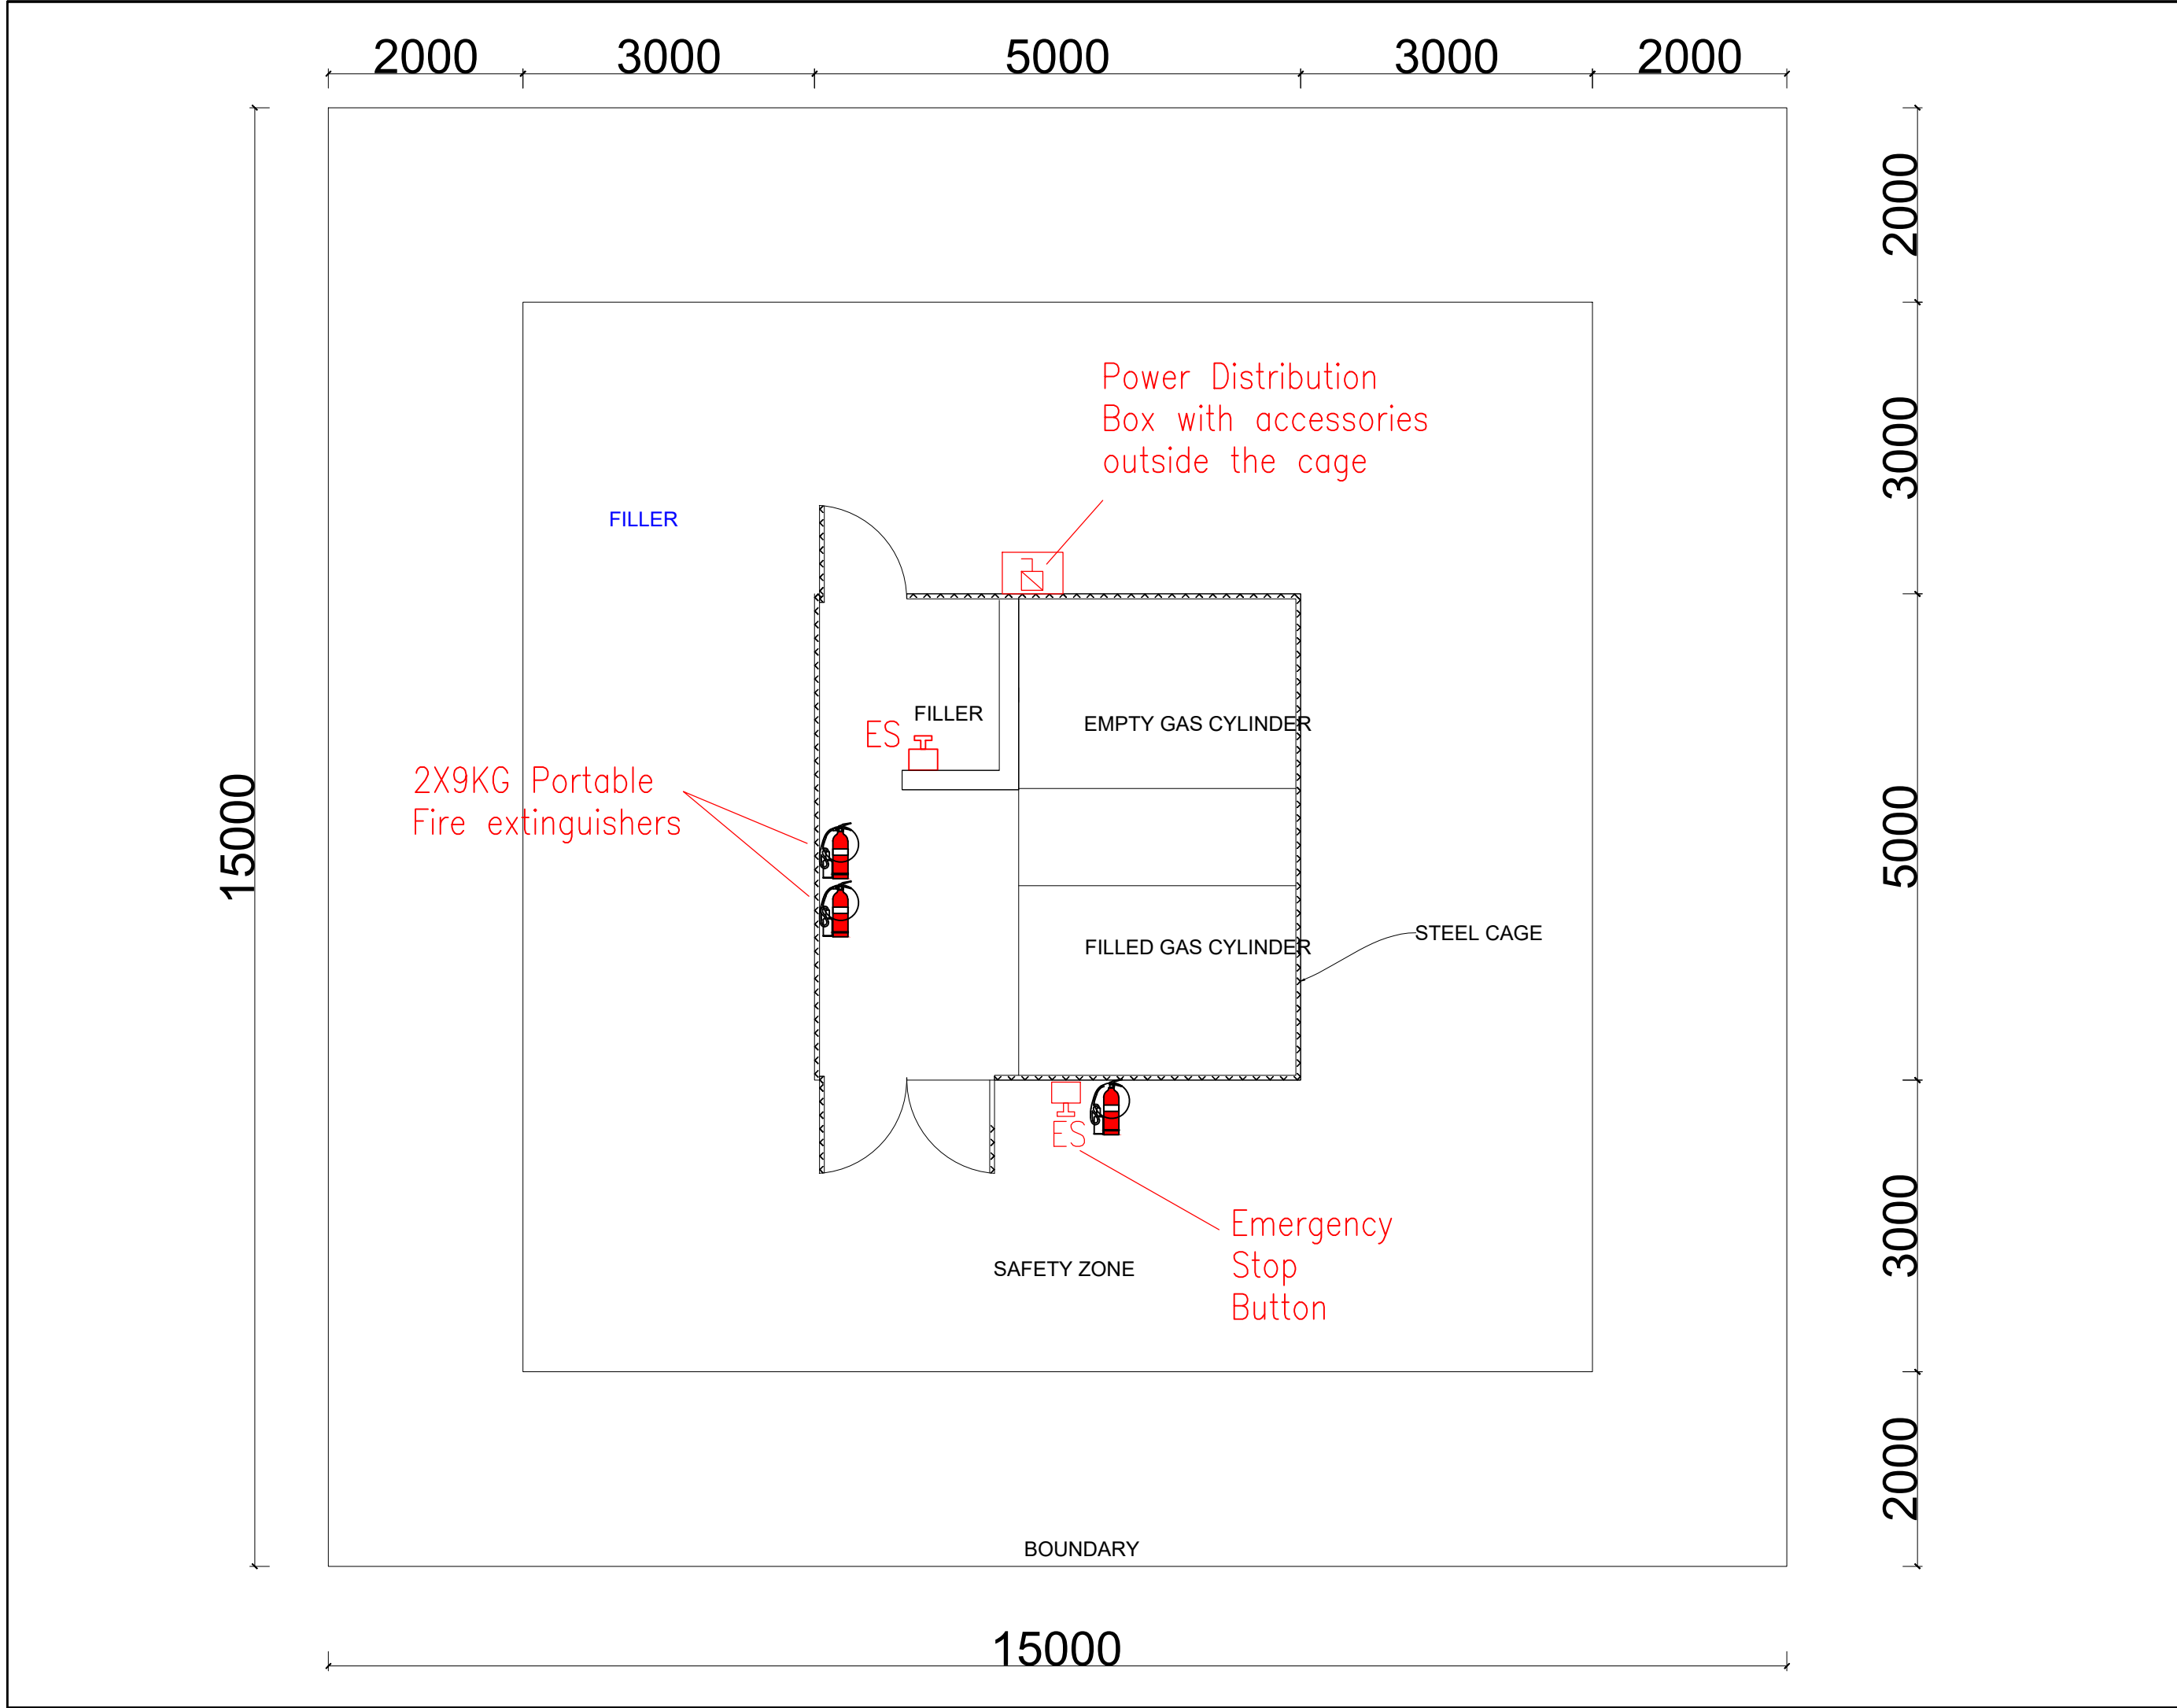 2000 3000 5000 3000 2000
2000
Power Distribution
Box with accessories
outside the cage
3000
FILLER
FILLER
ES
EMPTY GAS CYLINDER
2X9KG Portable
Fire extinguishers
15000
5000
STEEL CAGE
FILLED GAS CYLINDER
ES
Emergency
Stop
Button
3000
SAFETY ZONE
2000
BOUNDARY
15000